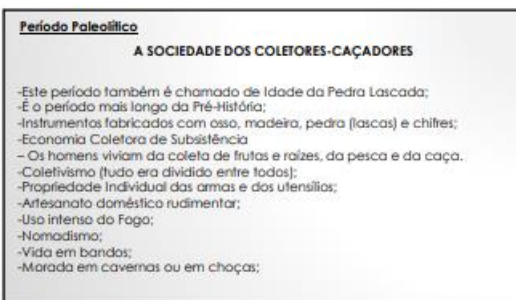 Período Paleolítico
A SOCIEDADE DOS COLETORES-CAÇADORES
-Este período também é chamado de Idade da Pedra Lascada;
-É o período mais longo da Pré-História;
-Instrumentos fabricados com osso, madeira, pedra (lascas) e chifres;
-Economia Coletora de Subsistência
– Os homens viviam da coleta de frutas e raízes, da pesca e da caça.
-Coletivismo (tudo era dividido entre todos);
-Propriedade Individual das armas e dos utensílios;
-Artesanato doméstico rudimentar;
-Uso intenso do Fogo;
-Nomadismo;
-Vida em bandos;
-Morada em cavernas ou em choças;